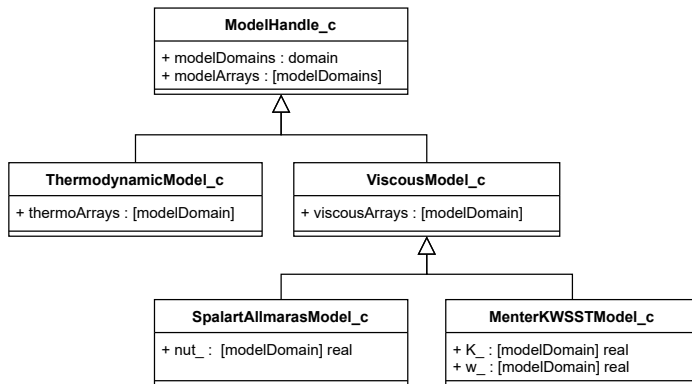 ModelHandle_c
+ modelDomains : domain
+ modelArrays : [modelDomains]
ThermodynamicModel_c
+ thermoArrays : [modelDomain]
ViscousModel_c
+ viscousArrays : [modelDomain]
SpalartAllmarasModel_c
+ nut_ : [modelDomain] real
MenterKWSSTModel_c
+ K_ : [modelDomain] real
+ w_ : [modelDomain] real